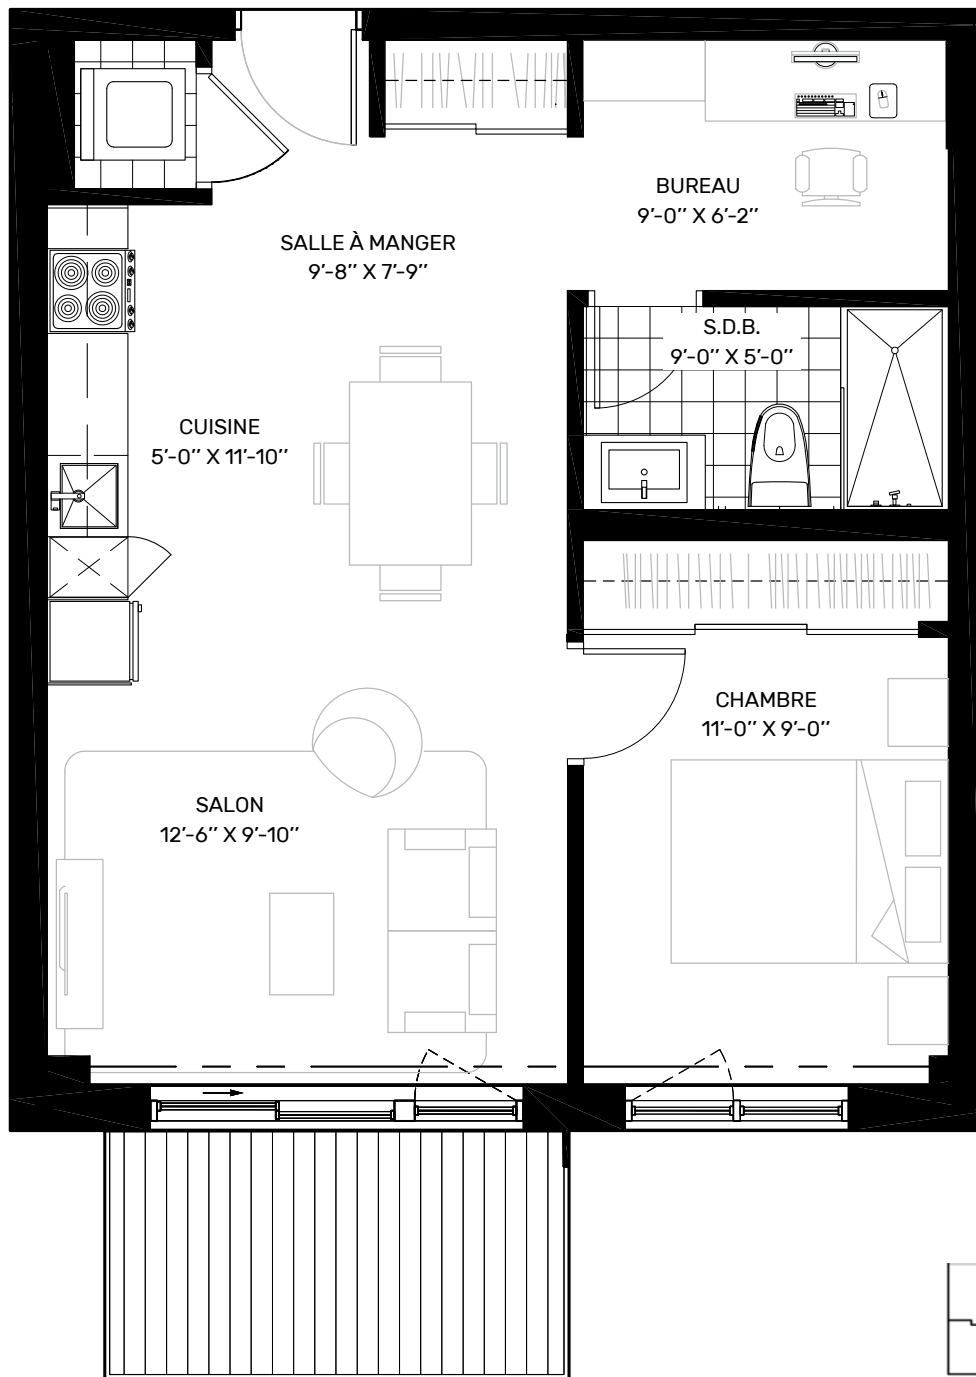 BUREAU
9'-0'' X 6'-2''
SALLE À MANGER
9'-8'' X 7'-9''
S.D.B.
9'-0'' X 5'-0''
CUISINE
5'-0'' X 11'-10''
CHAMBRE
11'-0'' X 9'-0''
SALON
12'-6'' X 9'-10''